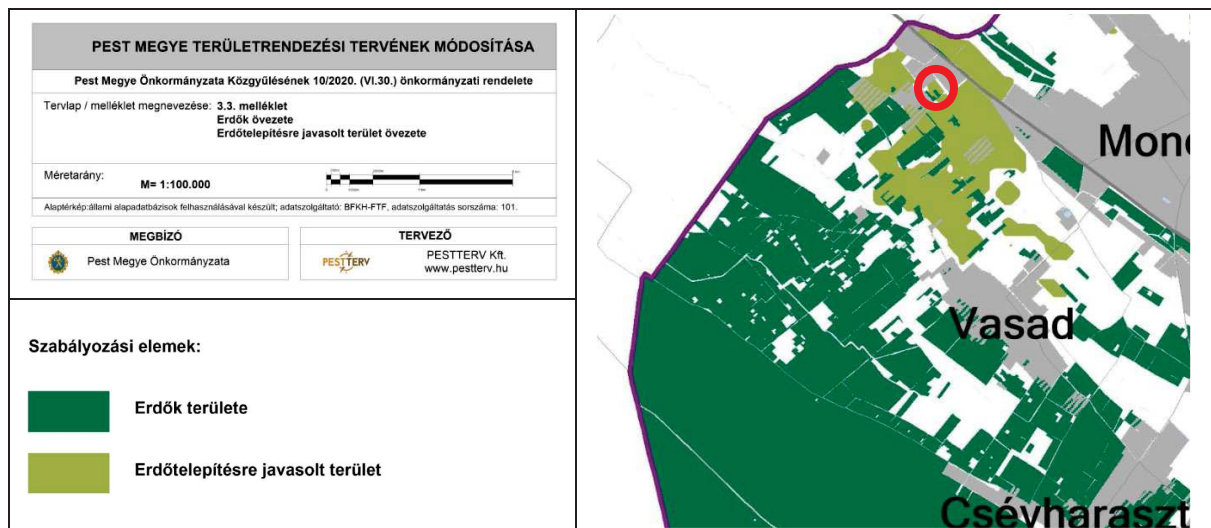 PEST MEGYE TERÜLETRENDEZÉSI TERVÉNEK MÓDOSÍTÁSA
Pest Megye Önkormányzata Közgyűlésének 10/2020. (VI.30.) önkormányzati rendelete
Tervlap / melléklet megnevezése: 3.3. melléklet
Erdők övezete
Erdőtelepítésre javasolt terület övezete
Méretarány:
M= 1:100.000
Alaptérkép:állami alapadatbázisok felhasználásával készült; adatszolgáltató: BFKH-FTF, adatszolgáltatás sorszáma: 101.
MEGBÍZÓ
Pest Megye Önkormányzata
TERVEZŐ
PESTTERV
PESTTERV Kft.
www.pestterv.hu
Szabályozási elemek:
Erdők területe
Erdőtelepítésre javasolt terület
Mono
Vasad
Csévharaszt